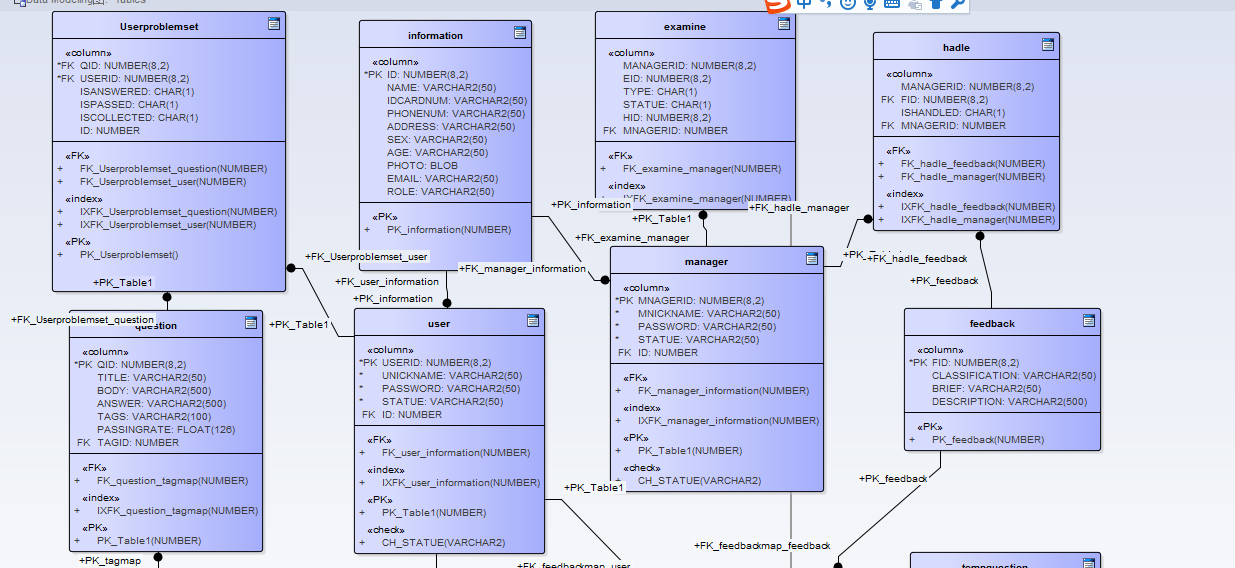 Data Modeling
Tables
Userproblemset
«column»
*FK QID: NUMBER(8,2)
*FK USERID: NUMBER(8,2)
ISANSWERED: CHAR(1)
ISPASSED: CHAR(1)
ISCOLLECTED: CHAR(1)
ID: NUMBER
«FK»
+ FK_Userproblemset_question(NUMBER)
+ FK_Userproblemset_user(NUMBER)
«index»
+ IXFK_Userproblemset_question(NUMBER)
+ IXFK_Userproblemset_user(NUMBER)
«PK»
+ PK_Userproblemset()
information
«column»
*PK ID: NUMBER(8,2)
NAME: VARCHAR2(50)
IDCARDNUM: VARCHAR2(50)
PHONENUM: VARCHAR2(50)
ADDRESS: VARCHAR2(50)
SEX: VARCHAR2(50)
AGE: VARCHAR2(50)
PHOTO: BLOB
EMAIL: VARCHAR2(50)
ROLE: VARCHAR2(50)
«PK»
+ PK_information(NUMBER)
examine
«column»
MANAGERID: NUMBER(8,2)
EID: NUMBER(8,2)
TYPE: CHAR(1)
STATUE: CHAR(1)
HID: NUMBER(8,2)
FK MNAGERID: NUMBER
«FK»
+ FK_examine_manager(NUMBER)
«index»
IXFK_examine_manager(NUMBER)
hadle
«column»
MANAGERID: NUMBER(8,2)
FK FID: NUMBER(8,2)
ISHANDLED: CHAR(1)
FK MNAGERID: NUMBER
«FK»
+ FK_hadle_feedback(NUMBER)
+ FK_hadle_manager(NUMBER)
«index»
+ IXFK_hadle_feedback(NUMBER)
+ IXFK_hadle_manager(NUMBER)
+PK_information
+FK_hadle_manager
+PK_Table1
+FK_examine_manager
+PK_
+FK_hadle_feedback
+PK_feedback
+FK_Userproblemset_user
+FK_manager_information
+FK_user_information
+PK_information
+PK_Table1
+FK_Userproblemset_question
+PK_Table1
question
«column»
*PK QID: NUMBER(8,2)
TITLE: VARCHAR2(50)
BODY: VARCHAR2(500)
ANSWER: VARCHAR2(500)
TAGS: VARCHAR2(100)
PASSINGRATE: FLOAT(126)
FK TAGID: NUMBER
«FK»
+ FK_question_tagmap(NUMBER)
«index»
+ IXFK_question_tagmap(NUMBER)
«PK»
+ PK_Table1(NUMBER)
+PK_tagmap
user
«column»
*PK USERID: NUMBER(8,2)
* UNICKNAME: VARCHAR2(50)
* PASSWORD: VARCHAR2(50)
* STATUE: VARCHAR2(50)
FK ID: NUMBER
«FK»
+ FK_user_information(NUMBER)
«index»
+ IXFK_user_information(NUMBER)
«PK»
+ PK_Table1(NUMBER)
«check»
+ CH_STATUE(VARCHAR2)
manager
«column»
*PK MNAGERID: NUMBER(8,2)
* MNICKNAME: VARCHAR2(50)
* PASSWORD: VARCHAR2(50)
* STATUE: VARCHAR2(50)
FK ID: NUMBER
«FK»
+ FK_manager_information(NUMBER)
«index»
+ IXFK_manager_information(NUMBER)
«PK»
+ PK_Table1(NUMBER)
«check»
+ CH_STATUE(VARCHAR2)
feedback
«column»
*PK FID: NUMBER(8,2)
CLASSIFICATION: VARCHAR2(50)
BRIEF: VARCHAR2(50)
DESCRIPTION: VARCHAR2(500)
«PK»
+ PK_feedback(NUMBER)
+PK_Table1
+PK_feedback
+FK_feedbackmap_feedback
+FK_feedbackmap_user
tempquestion